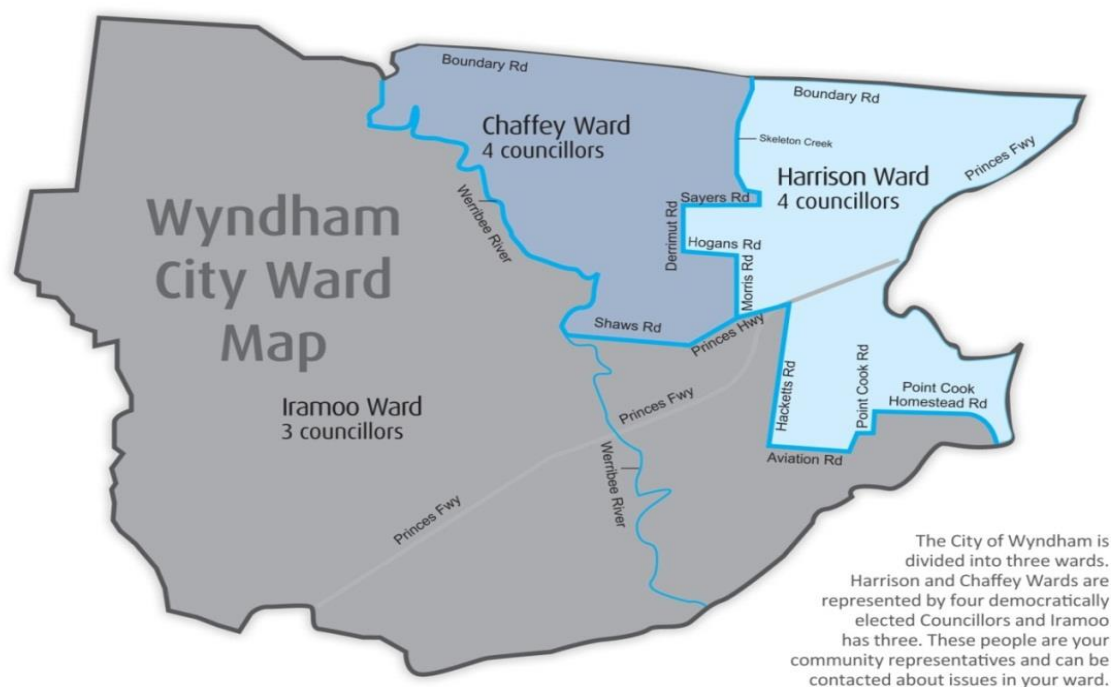 Boundary Rd
Boundary Rd
Chaffey Ward
4 councillors
Skeleton Creek
Princes Fwy
Harrison Ward
4 councillors
Sayers Rd
Werribee River
Derrimut Rd
Hogans Rd
Morris Rd
Wyndham
City Ward
Map
Shaws Rd
Princes Hwy
Iramoo Ward
3 councillors
Princes Fwy
Hacketts Rd
Point Cook Rd
Point Cook
Homestead Rd
Aviation Rd
Werribee River
Princes Fwy
The City of Wyndham is
divided into three wards.
Harrison and Chaffey Wards are
represented by four democratically
elected Councillors and Iramoo
has three. These people are your
community representatives and can be
contacted about issues in your ward.